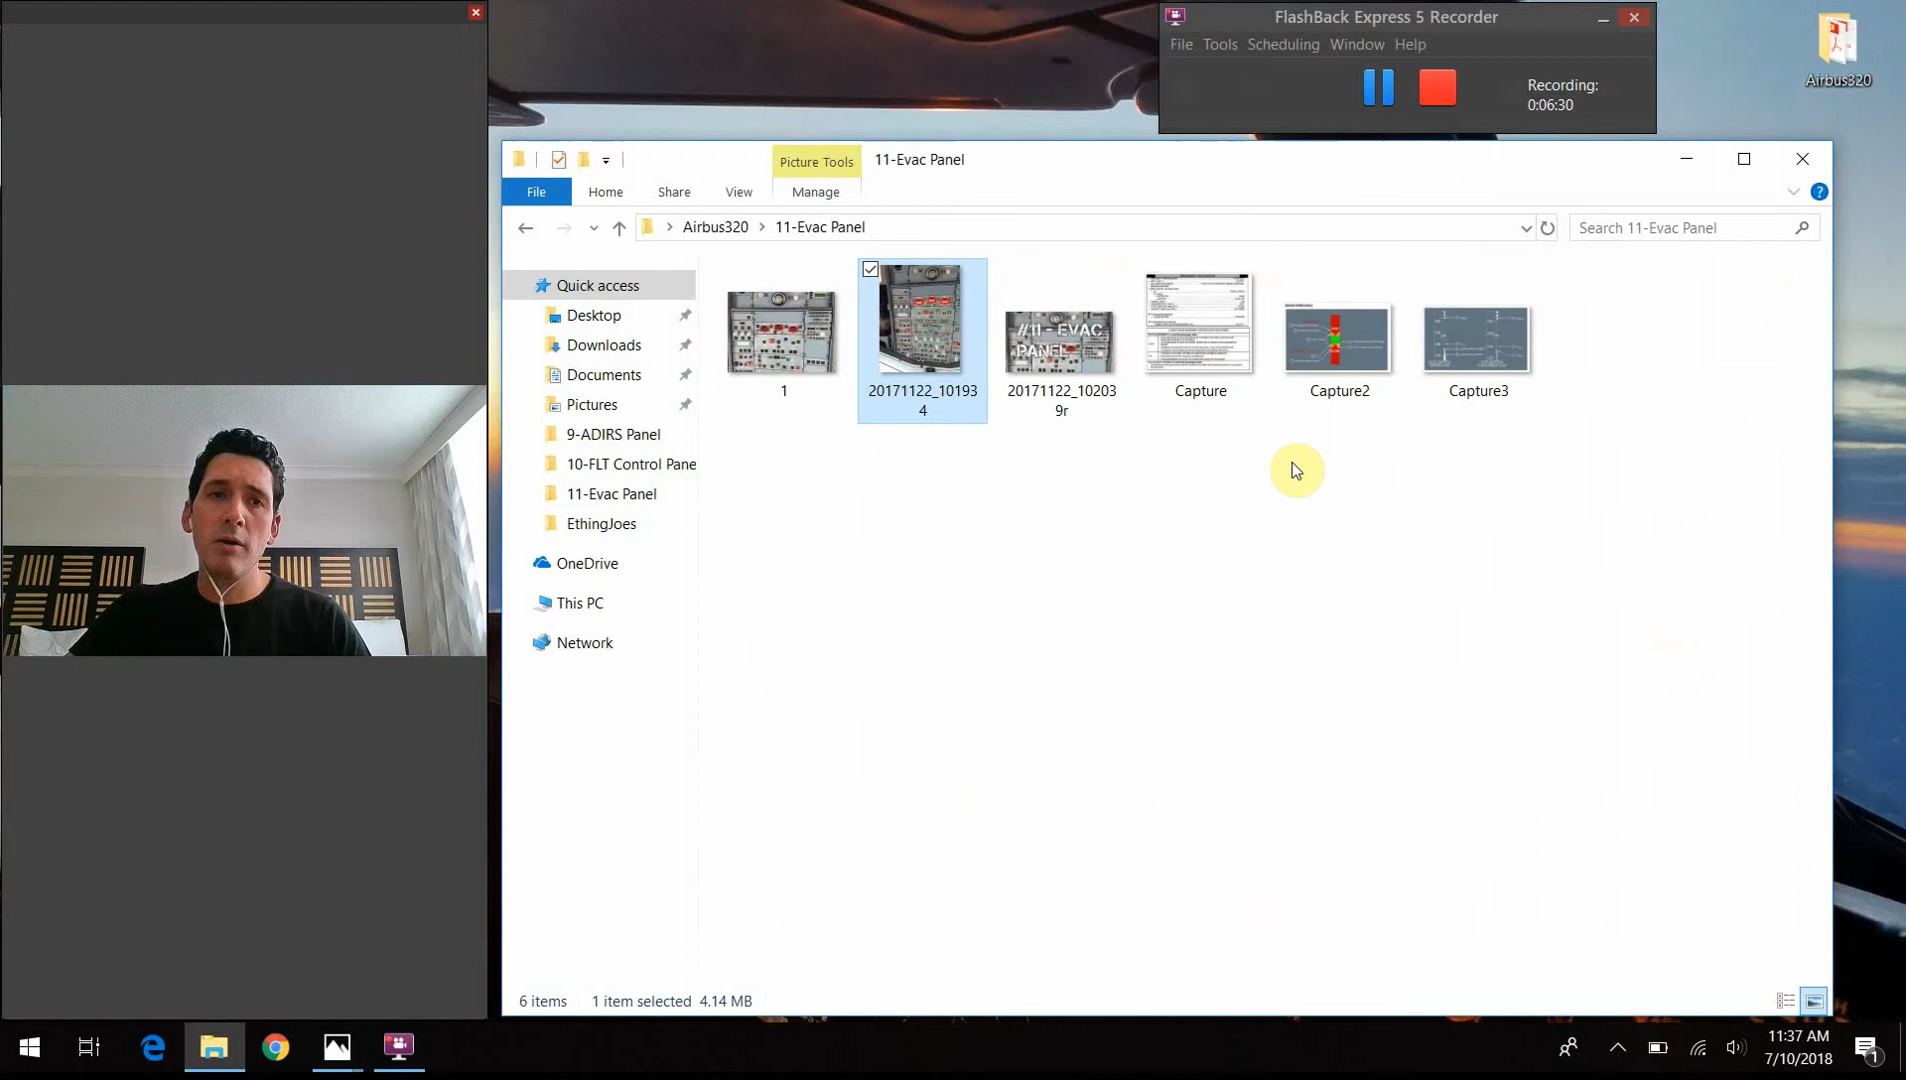 FlashBack Express 5 Recorder
File Tools Scheduling Window Help
Recording:
0:06:30
Airbus320
Picture Tools
11-Evac Panel
File
Home
Share
View
Manage
Airbus320
11-Evac Panel
Search 11-Evac Panel
Quick access
Desktop
Downloads
Documents
Pictures
9-ADIRS Panel
10-FLT Control Pane
11-Evac Panel
EthingJoes
OneDrive
This PC
Network
1
20171122_10193
4
//11 - EVAC
PANEL
20171122_10203
9r
Capture
Capture2
Capture3
6 items
1 item selected 4.14 MB
11:37 AM
7/10/2018
1